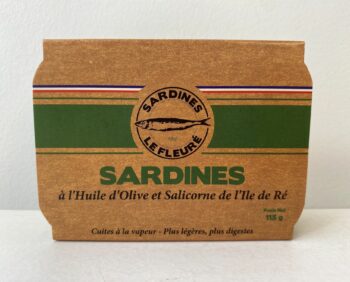 SARDINES
LE FLEURÉ
SARDINES
à l'Huile d'Olive et Salicorne de l'Ile de Ré
Poids Net
115 g
Cuites à la vapeur - Plus légères, plus digestes